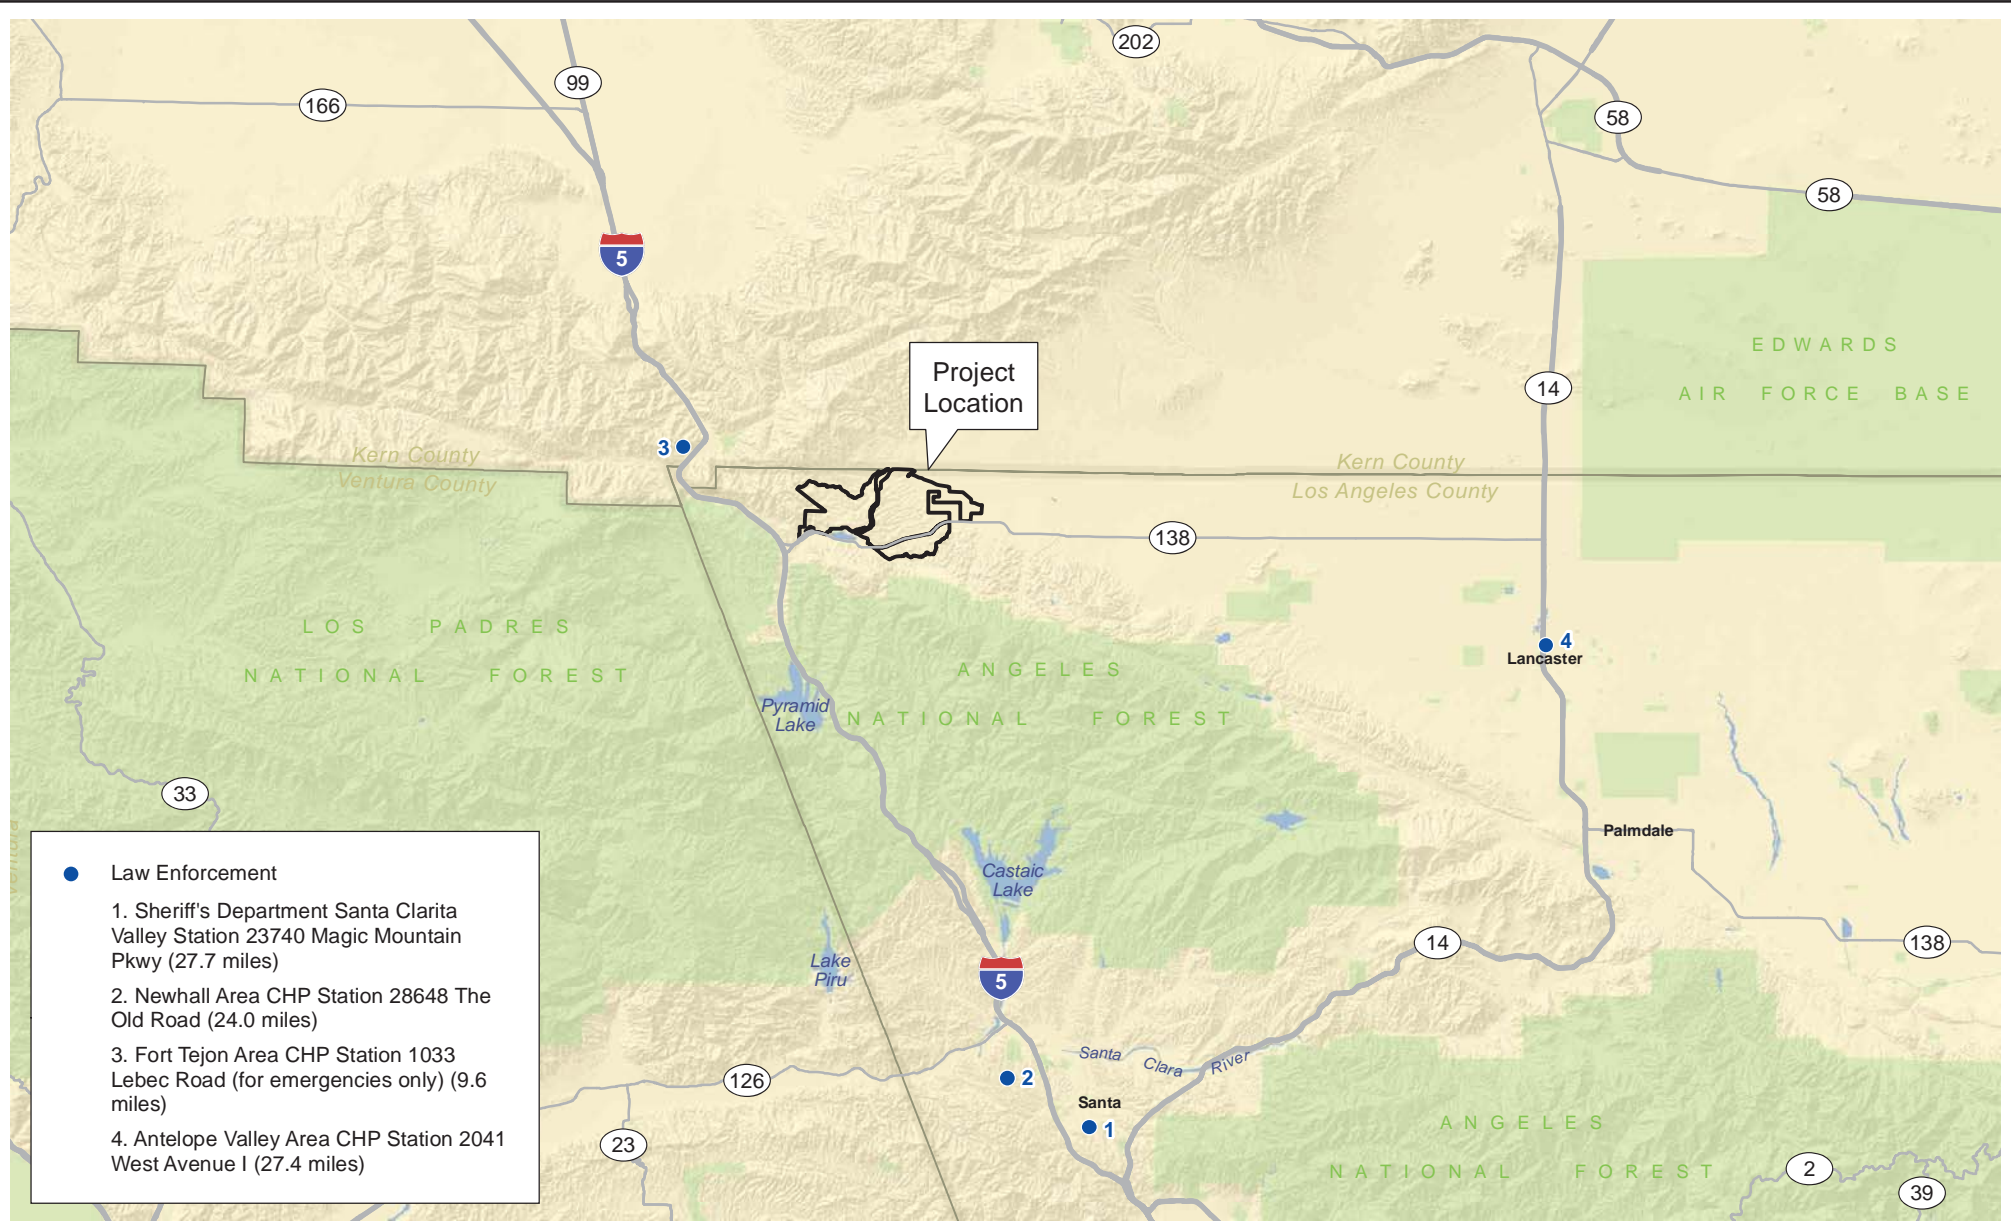 202
99
166
58
58
5
EDWARDS
AIR FORCE BASE
Project
Location
14
3
Kern County
Ventura County
Kern County
Los Angeles County
138
LOS PADRES
NATIONAL FOREST
4
Lancaster
ANGELES
NATIONAL FOREST
Pyramid
Lake
33
Palmdale
Castaic
Lake
14
138
Lake
Piru
5
Santa Clara River
126
2
Santa
1
23
ANGELES
NATIONAL FOREST
2
39
Law Enforcement
1. Sheriff's Department Santa Clarita
Valley Station 23740 Magic Mountain
Pkwy (27.7 miles)
2. Newhall Area CHP Station 28648 The
Old Road (24.0 miles)
3. Fort Tejon Area CHP Station 1033
Lebec Road (for emergencies only) (9.6
miles)
4. Antelope Valley Area CHP Station 2041
West Avenue I (27.4 miles)